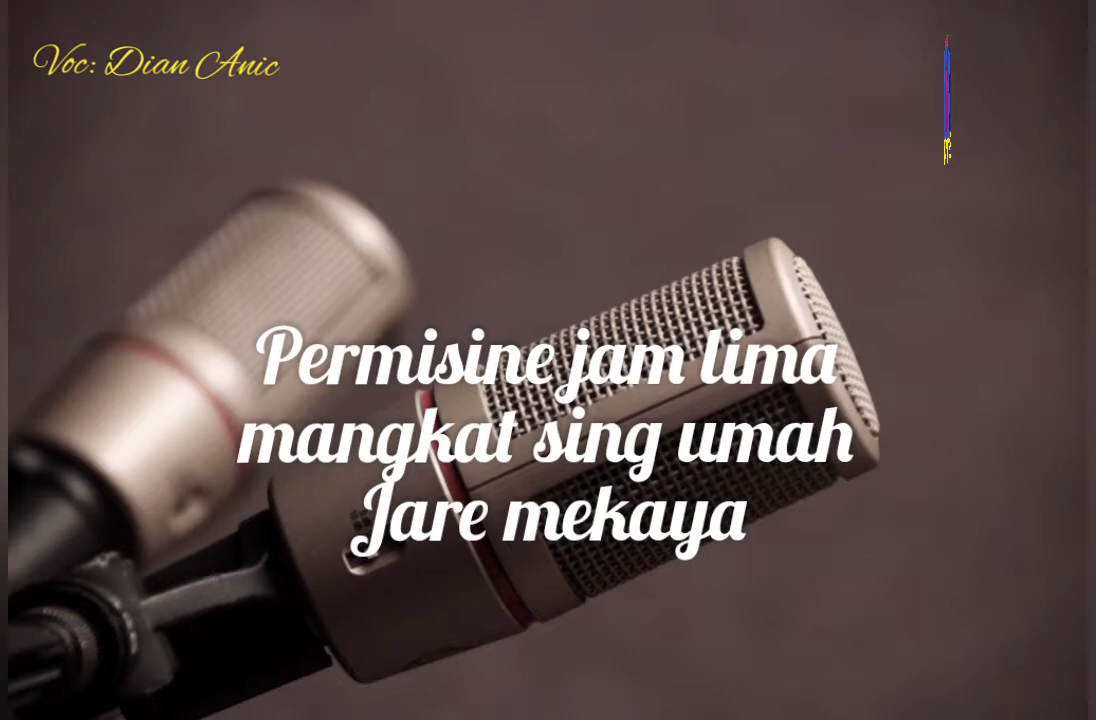 Voc: Dian Anic
Permisine jam lima
mangkat sing umah
Jare mekaya